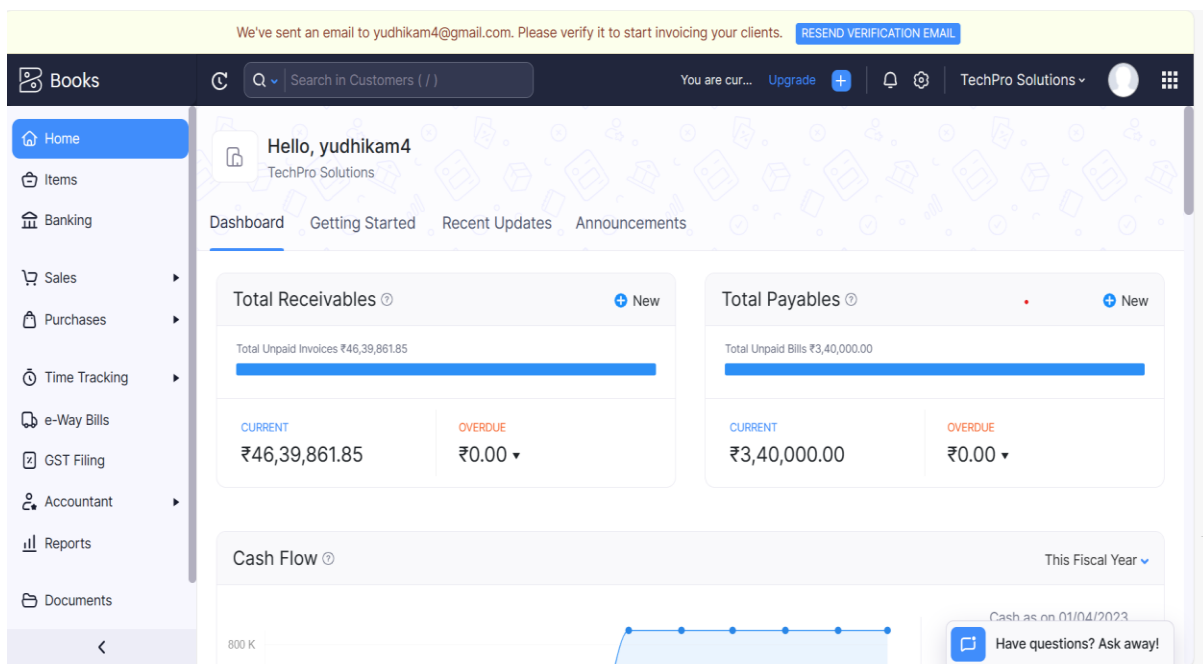 We've sent an email to yudhikam4@gmail.com. Please verify it to start invoicing your clients. RESEND VERIFICATION EMAIL
Books
Search in Customers ( / )
You are cur... Upgrade
TechPro Solutions
Home
Items
Banking
Sales
Purchases
Time Tracking
e-Way Bills
GST Filing
Accountant
Reports
Documents
Hello, yudhikam4
TechPro Solutions
Dashboard Getting Started Recent Updates Announcements
Total Receivables
New
Total Unpaid Invoices ₹46,39,861.85
CURRENT
₹46,39,861.85
OVERDUE
₹0.00
Total Payables
New
Total Unpaid Bills ₹3,40,000.00
CURRENT
₹3,40,000.00
OVERDUE
₹0.00
Cash Flow
This Fiscal Year
Cash as on 01/04/2023
800 K
Have questions? Ask away!